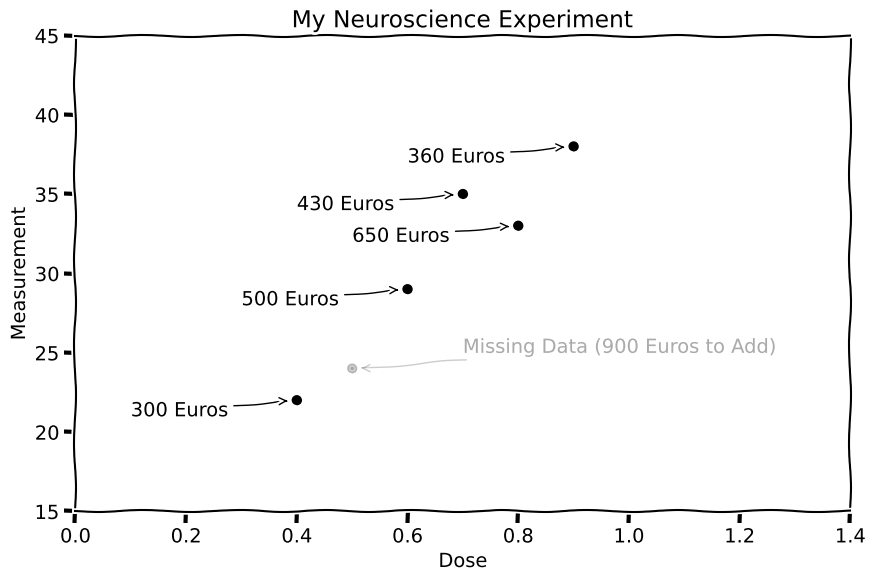 My Neuroscience Experiment
45
40
35
30
25
20
15
Measurement
360 Euros
430 Euros
650 Euros
500 Euros
Missing Data (900 Euros to Add)
300 Euros
0.0 0.2 0.4 0.6 0.8 1.0 1.2 1.4
Dose